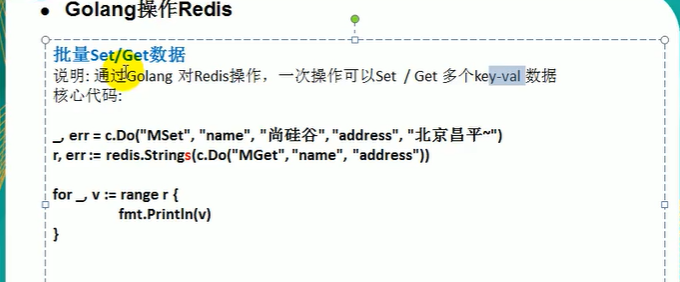 • Golang操作Redis
批量Set/Get数据
说明: 通过Golang 对Redis操作，一次操作可以Set / Get 多个key-val 数据
核心代码:
_, err = c.Do("MSet", "name", "尚硅谷", "address", "北京昌平~")
r, err := redis.Strings(c.Do("MGet", "name", "address"))
for _, v := range r {
fmt.Println(v)
}